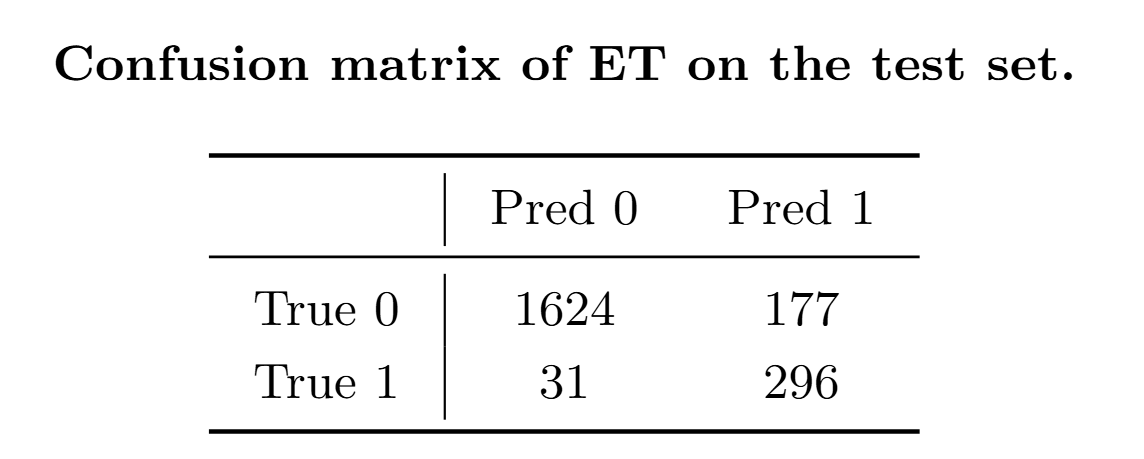 Confusion matrix of ET on the test set.
Pred 0 Pred 1
True 0 1624 177
True 1 31 296